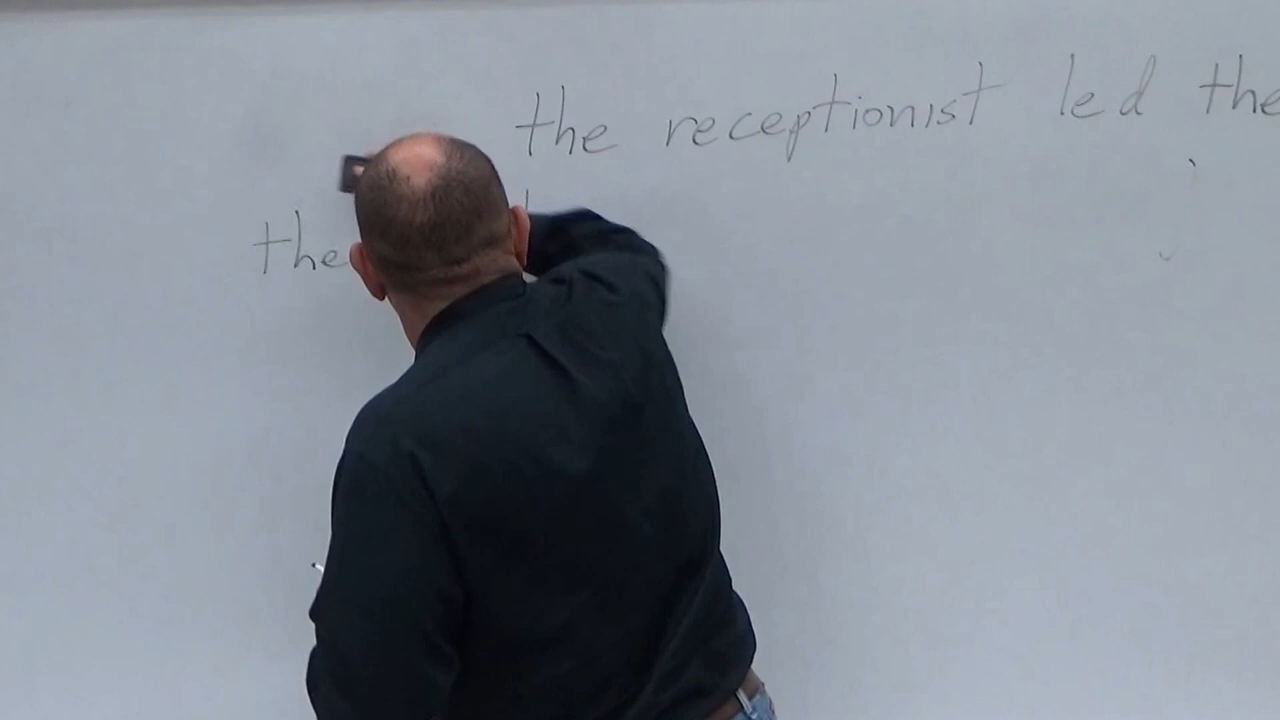 the receptionist led the
the